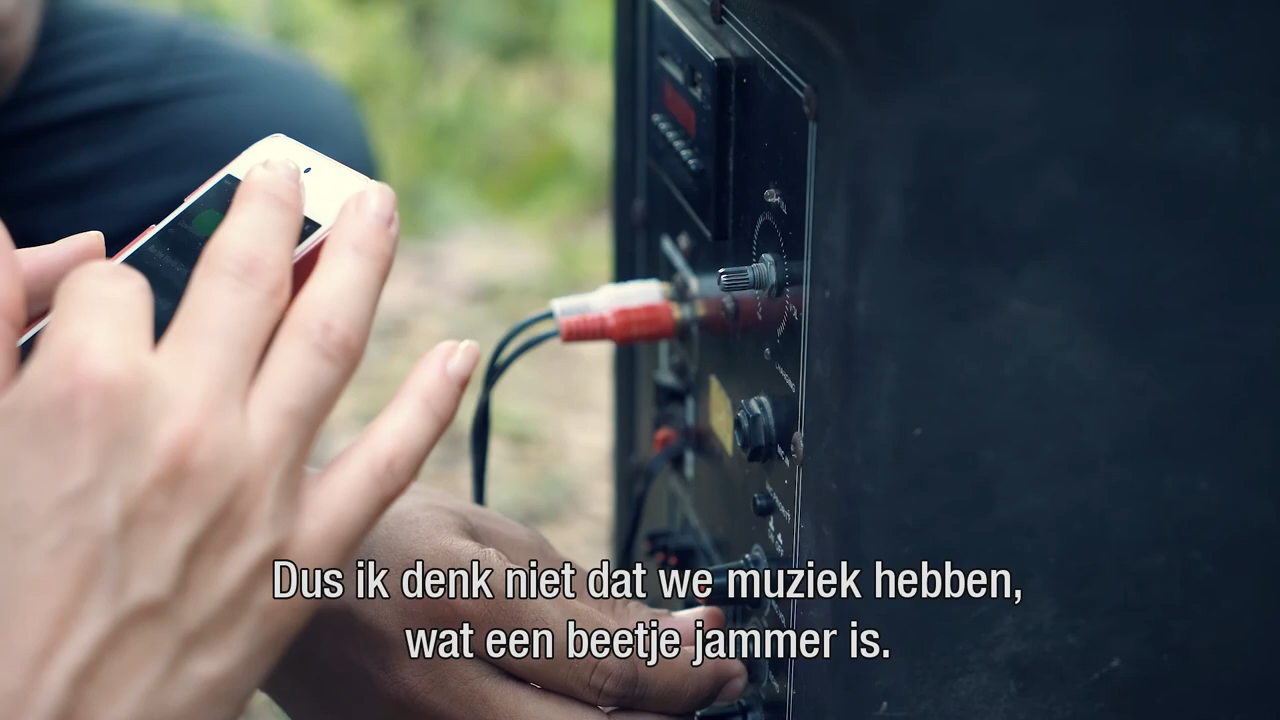 Dus ik denk niet dat we muziek hebben,
wat een beetje jammer is.